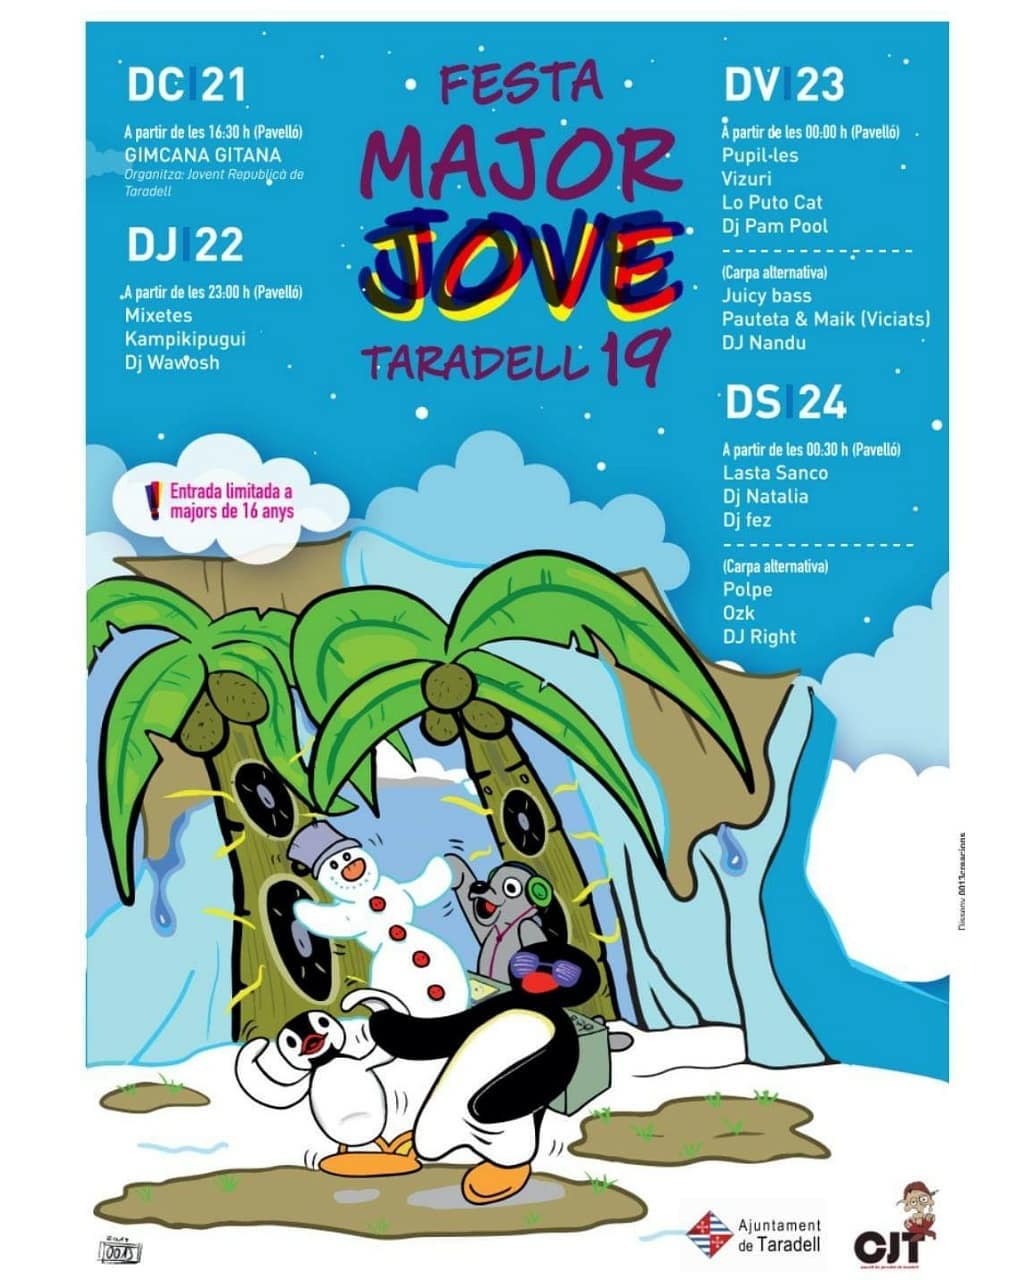 FESTA
MAJOR
JOVE
TARADELL 19
DC|21
A partir de les 16:30 h (Pavelló)
GIMCANA GITANA
Organitza: Jovent Republicà de
Taradell
DJ|22
A partir de les 23:00 h (Pavelló)
Mixetes
Kampikipugui
Dj Wawosh
Entrada limitada a
majors de 16 anys
DV|23
A partir de les 00:00 h (Pavelló)
Pupil·les
Vizuri
Lo Puto Cat
Dj Pam Pool
(Carpa alternativa)
Juicy bass
Pauteta & Maik (Viciats)
DJ Nandu
DS|24
A partir de les 00:30 h (Pavelló)
Lasta Sanco
Dj Natalia
Dj fez
(Carpa alternativa)
Polpe
Ozk
DJ Right
Disseny 0013creacions
Ajuntament
de Taradell
CJT